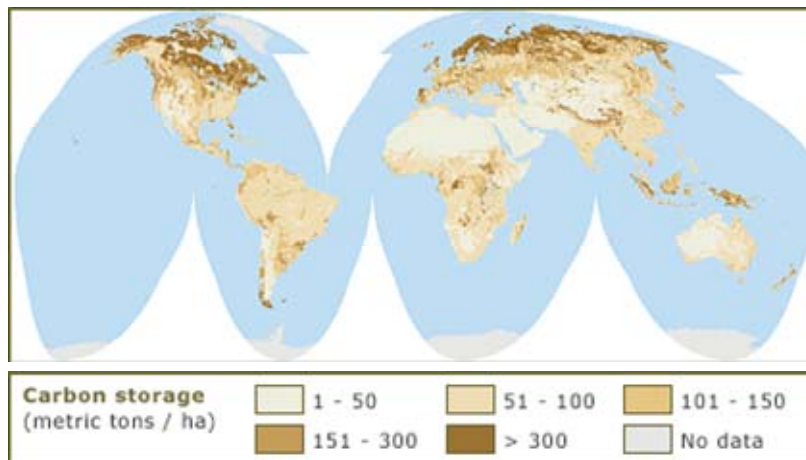 Carbon storage
(metric tons / ha)
1 - 50
51 - 100
101 - 150
151 - 300
> 300
No data